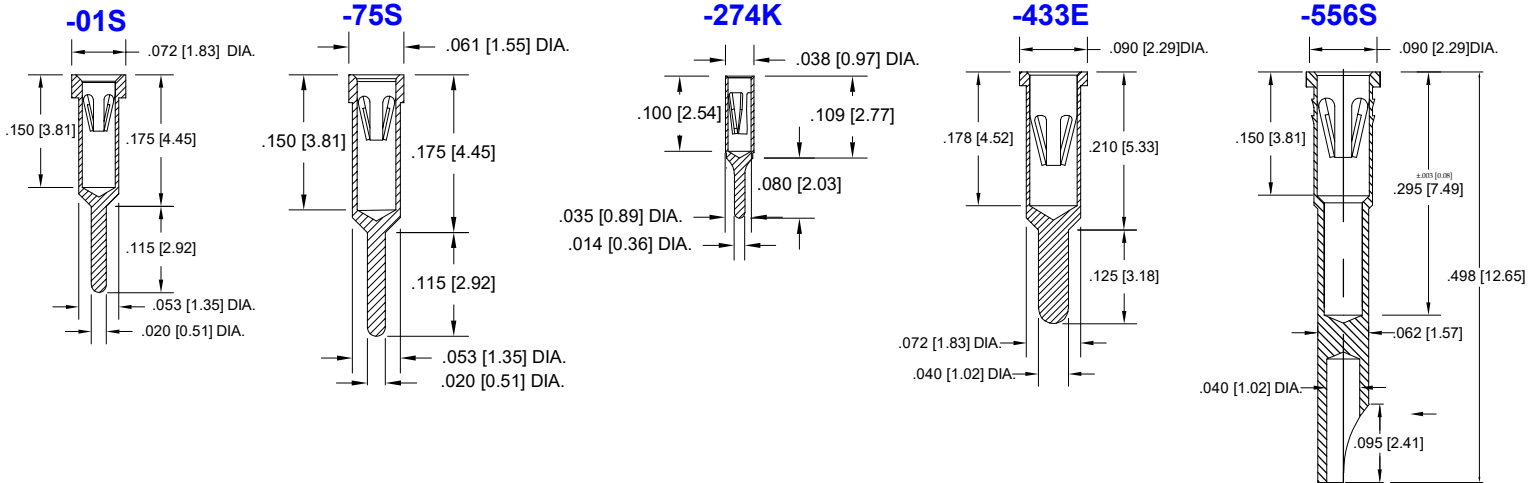 -01S
.072 [1.83] DIA.
.150 [3.81]
.175 [4.45]
.115 [2.92]
.053 [1.35] DIA.
.020 [0.51] DIA.
-75S
.061 [1.55] DIA.
.150 [3.81]
.175 [4.45]
.115 [2.92]
.053 [1.35] DIA.
.020 [0.51] DIA.
-274K
.038 [0.97] DIA.
.100 [2.54]
.109 [2.77]
.080 [2.03]
.035 [0.89] DIA.
.014 [0.36] DIA.
-433E
.090 [2.29]DIA.
.178 [4.52]
.210 [5.33]
.125 [3.18]
.072 [1.83] DIA.
.040 [1.02] DIA.
-556S
.090 [2.29]DIA.
.150 [3.81]
±.003 [0.08]
.295 [7.49]
.498 [12.65]
.062 [1.57]
.040 [1.02] DIA.
.095 [2.41]